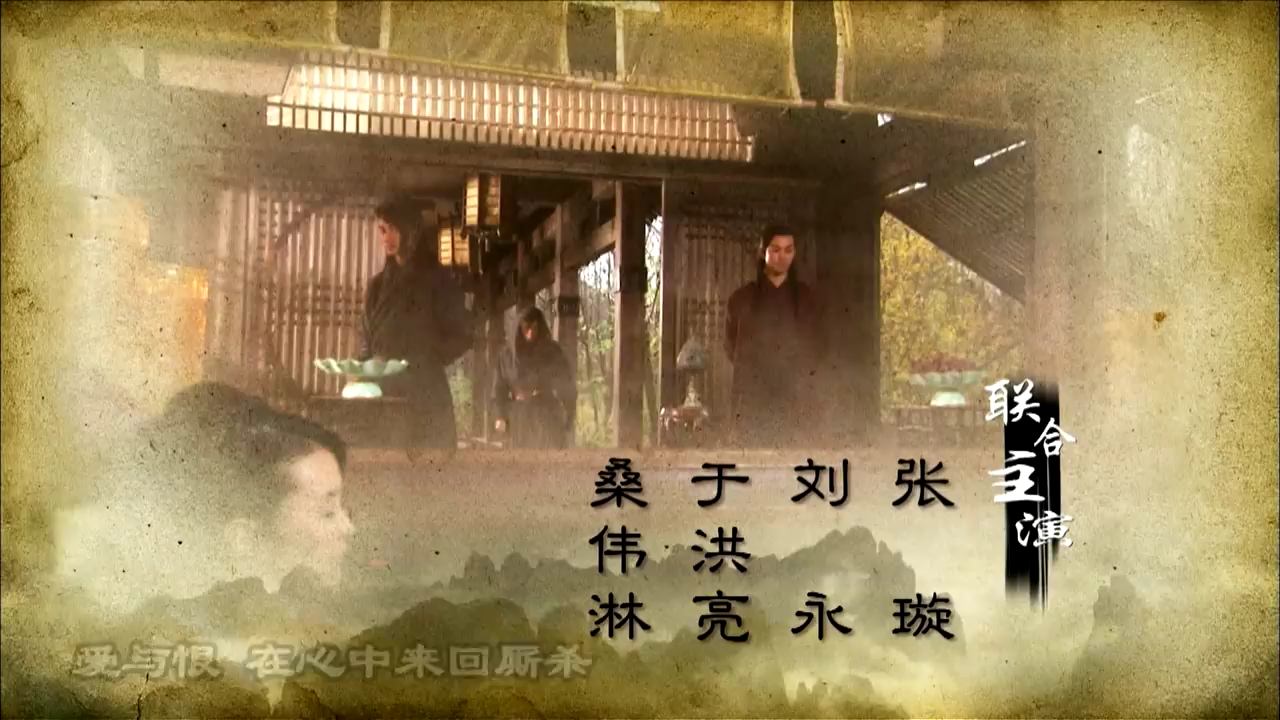 联合主演
张璇
刘永
于洪亮
桑伟淋
爱与恨 在心中来回厮杀